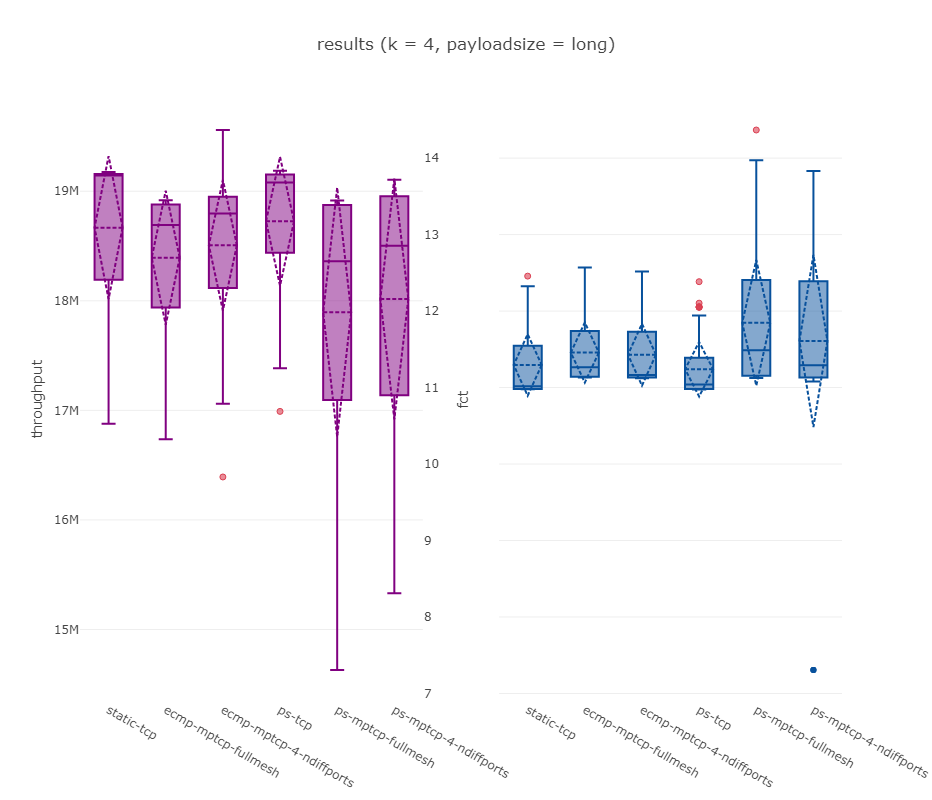 results (k = 4, payloadsize = long)
throughput
19M
18M
17M
16M
15M
static-tcp
ecmp-mptcp-fullmesh
ecmp-mptcp-4-ndiffports
ps-tcp
ps-mptcp-fullmesh
ps-mptcp-4-ndiffports
fct
14
13
12
11
10
9
8
7
static-tcp
ecmp-mptcp-fullmesh
ecmp-mptcp-4-ndiffports
ps-tcp
ps-mptcp-fullmesh
ps-mptcp-4-ndiffports